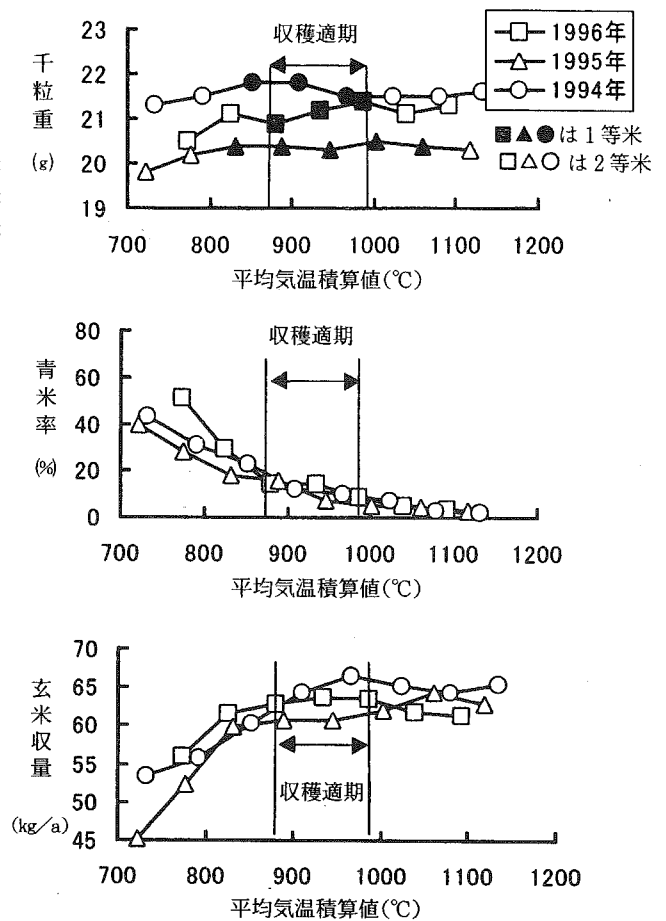 収穫適期
1996年
1995年
1994年
■▲●は１等米
□△○は２等米
千粒重
(g)
23
22
21
20
19
700 800 900 1000 1100 1200
平均気温積算値(℃)
収穫適期
青米率
(%)
80
60
40
20
0
700 800 900 1000 1100 1200
平均気温積算値(℃)
玄米収量
(kg/a)
70
65
60
55
50
45
収穫適期
700 800 900 1000 1100 1200
平均気温積算値(℃)